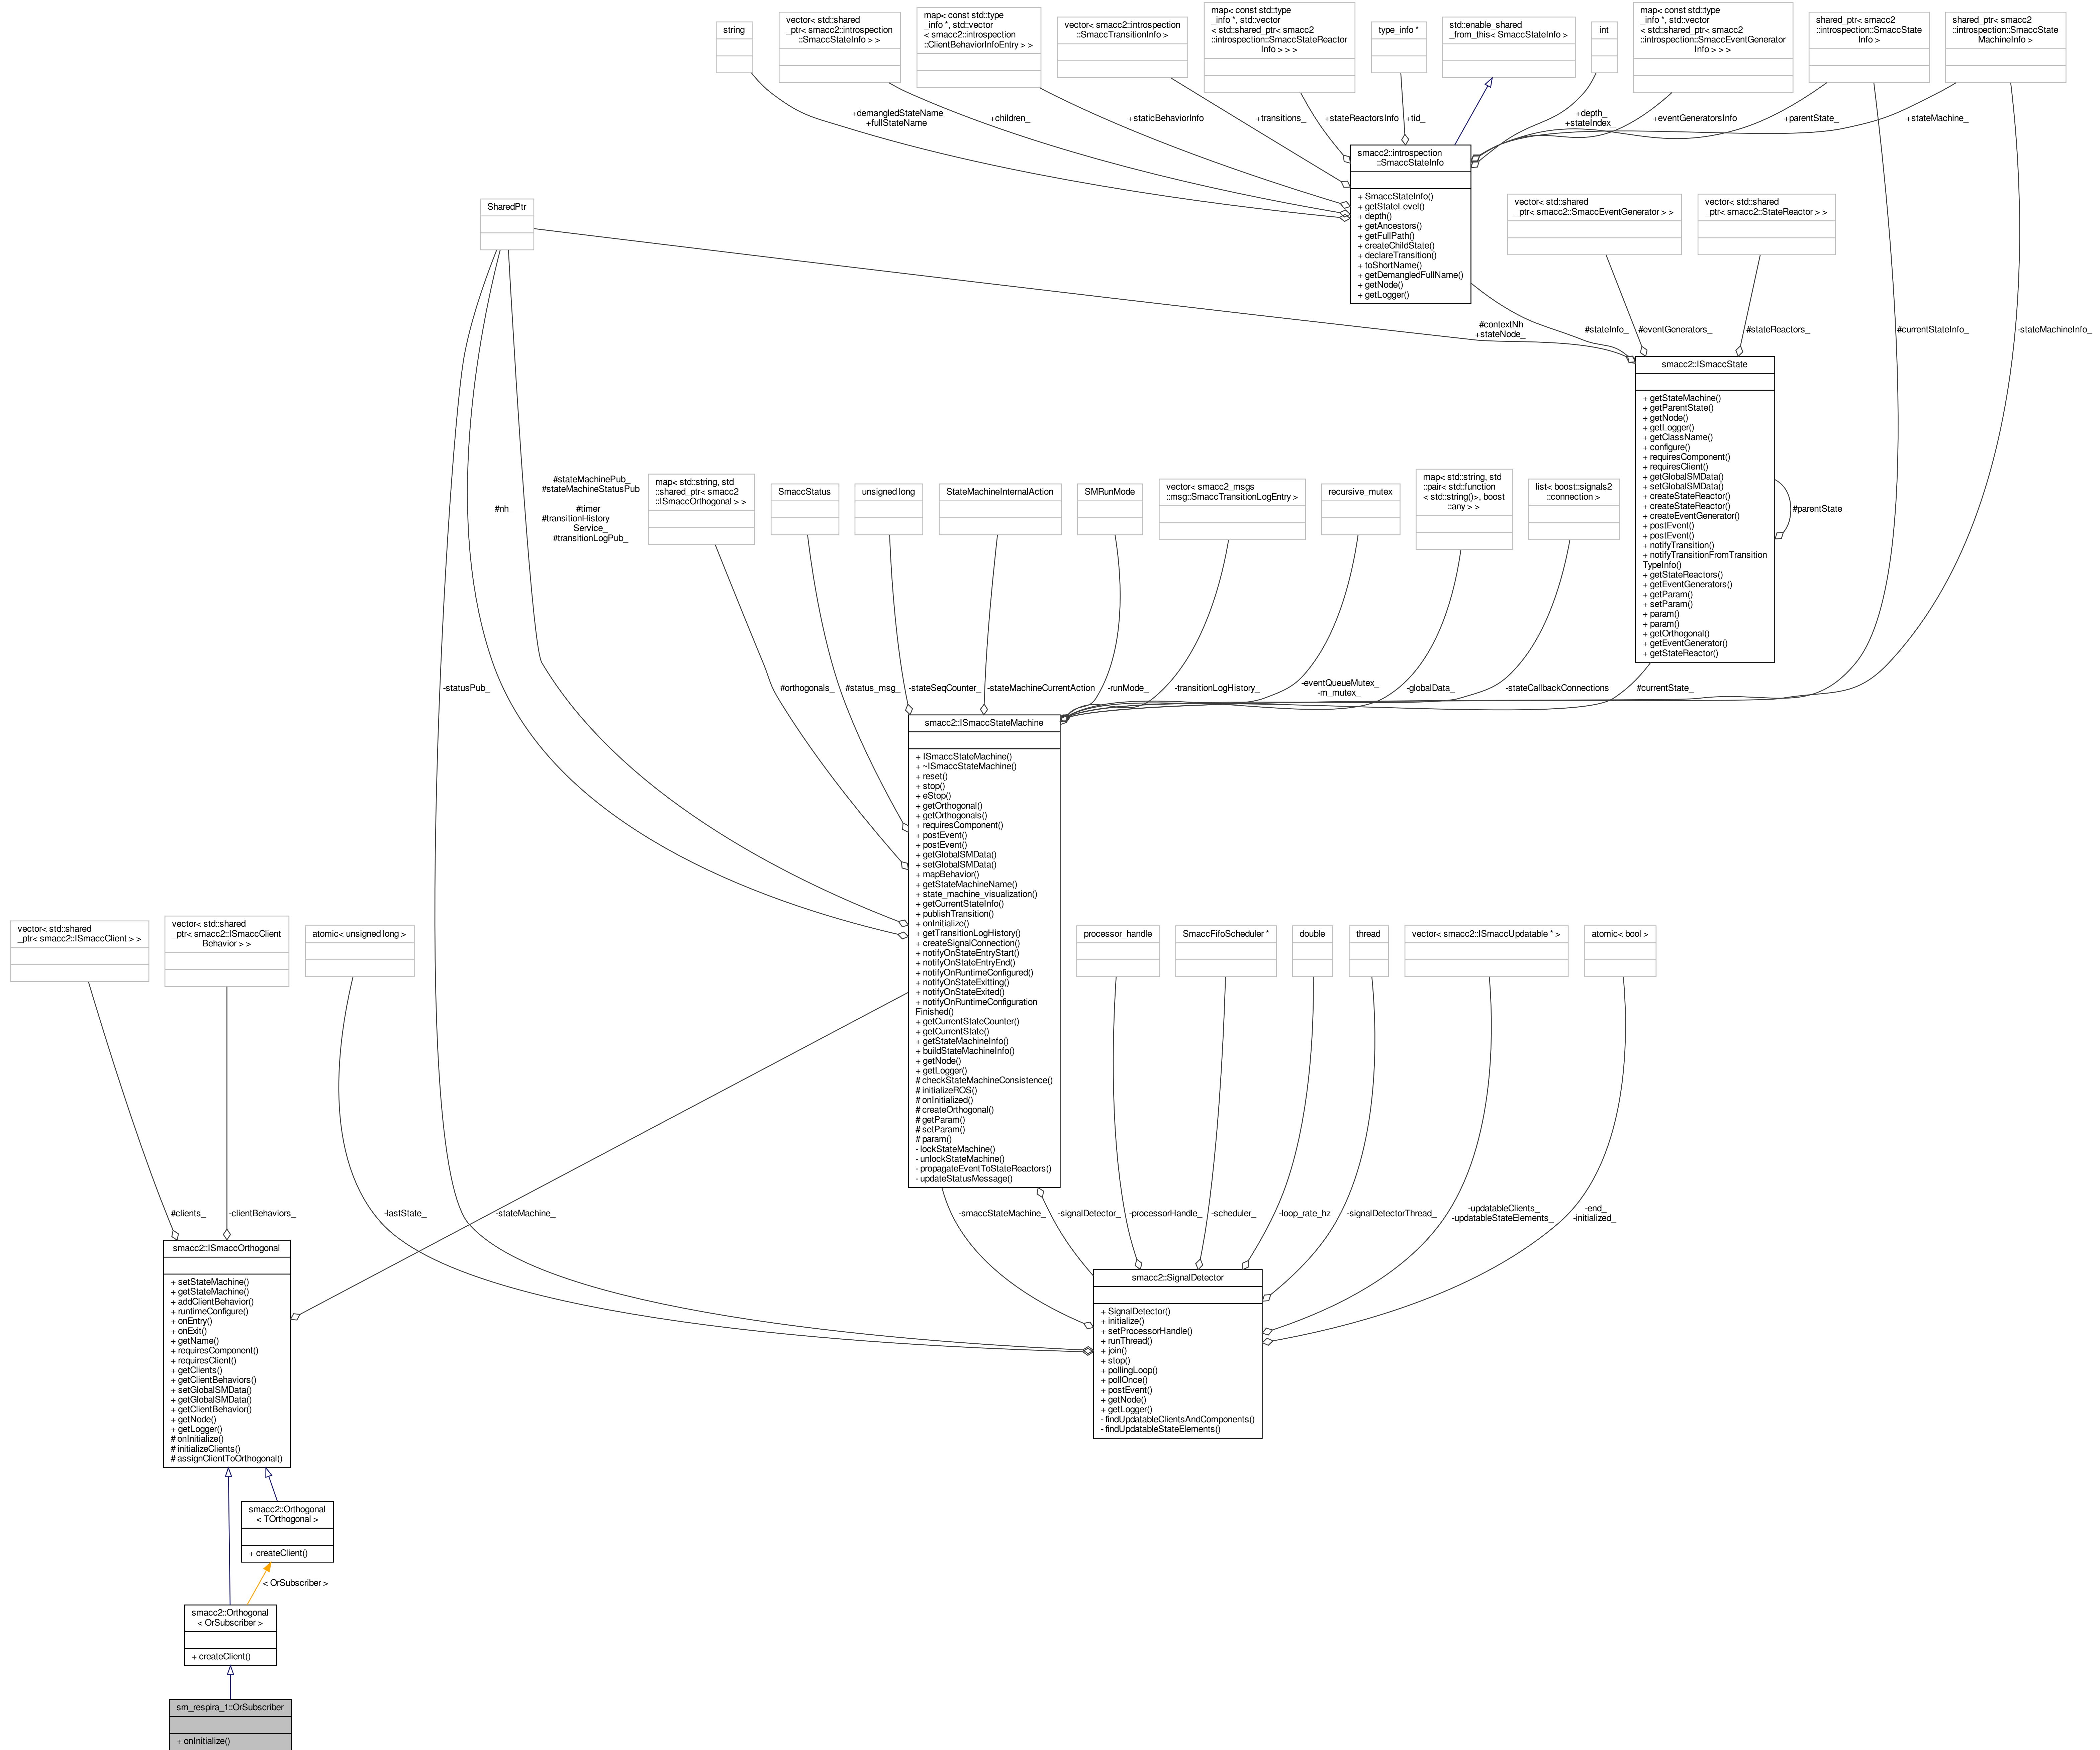 string
vector< std::shared
_ptr< smacc2::introspection
::SmaccStateInfo > >
map< const std::type
_info *, std::vector
< smacc2::introspection
::ClientBehaviorInfoEntry > >
vector< smacc2::introspection
::SmaccTransitionInfo >
map< const std::type
_info *, std::vector
< std::shared_ptr< smacc2
::introspection::SmaccStateReactor
Info > > >
type_info *
std::enable_shared
_from_this< SmaccStateInfo >
int
map< const std::type
_info *, std::vector
< std::shared_ptr< smacc2
::introspection::SmaccEventGenerator
Info > > >
shared_ptr< smacc2
::introspection::SmaccState
Info >
shared_ptr< smacc2
::introspection::SmaccState
MachineInfo >
+demangledStateName
+fullStateName
+children_
+staticBehaviorInfo
+transitions_
+stateReactorsInfo
+tid_
+depth_
+stateIndex_
+eventGeneratorsInfo
+parentState_
+stateMachine_
smacc2::introspection
::SmaccStateInfo
+ SmaccStateInfo()
+ getStateLevel()
+ depth()
+ getAncestors()
+ getFullPath()
+ createChildState()
+ declareTransition()
+ toShortName()
+ getDemangledFullName()
+ getNode()
+ getLogger()
SharedPtr
vector< std::shared
_ptr< smacc2::SmaccEventGenerator > >
vector< std::shared
_ptr< smacc2::StateReactor > >
#contextNh
+stateNode_
#stateInfo_
#eventGenerators_
#stateReactors_
#currentStateInfo_
-stateMachineInfo_
smacc2::ISmaccState
+ getStateMachine()
+ getParentState()
+ getNode()
+ getLogger()
+ getClassName()
+ configure()
+ requiresComponent()
+ requiresClient()
+ getGlobalSMData()
+ setGlobalSMData()
+ createStateReactor()
+ createStateReactor()
+ createEventGenerator()
+ postEvent()
+ postEvent()
+ notifyTransition()
+ notifyTransitionFromTransition
TypeInfo()
+ getStateReactors()
+ getEventGenerators()
+ getParam()
+ setParam()
+ param()
+ param()
+ getOrthogonal()
+ getEventGenerator()
+ getStateReactor()
#parentState_
#nh_
#stateMachinePub_
#stateMachineStatusPub
_
#timer_
#transitionHistory
Service_
#transitionLogPub_
map< std::string, std
::shared_ptr< smacc2
::ISmaccOrthogonal > >
SmaccStatus
unsigned long
StateMachineInternalAction
SMRunMode
vector< smacc2_msgs
::msg::SmaccTransitionLogEntry >
recursive_mutex
map< std::string, std
::pair< std::function
< std::string()>, boost
::any > >
list< boost::signals2
::connection >
-statusPub_
#orthogonals_
#status_msg_
-stateSeqCounter_
-stateMachineCurrentAction
-runMode_
-transitionLogHistory_
-eventQueueMutex_
-m_mutex_
-globalData_
-stateCallbackConnections
#currentState_
smacc2::ISmaccStateMachine
+ ISmaccStateMachine()
+ ~ISmaccStateMachine()
+ reset()
+ stop()
+ eStop()
+ getOrthogonal()
+ getOrthogonals()
+ requiresComponent()
+ postEvent()
+ postEvent()
+ getGlobalSMData()
+ setGlobalSMData()
+ mapBehavior()
+ getStateMachineName()
+ state_machine_visualization()
+ getCurrentStateInfo()
+ publishTransition()
+ onInitialize()
+ getTransitionLogHistory()
+ createSignalConnection()
+ notifyOnStateEntryStart()
+ notifyOnStateEntryEnd()
+ notifyOnRuntimeConfigured()
+ notifyOnStateExitting()
+ notifyOnStateExited()
+ notifyOnRuntimeConfiguration
Finished()
+ getCurrentStateCounter()
+ getCurrentState()
+ getStateMachineInfo()
+ buildStateMachineInfo()
+ getNode()
+ getLogger()
# checkStateMachineConsistence()
# initializeROS()
# onInitialized()
# createOrthogonal()
# getParam()
# setParam()
# param()
- lockStateMachine()
- unlockStateMachine()
- propagateEventToStateReactors()
- updateStatusMessage()
vector< std::shared
_ptr< smacc2::ISmaccClient > >
vector< std::shared
_ptr< smacc2::ISmaccClient
Behavior > >
atomic< unsigned long >
processor_handle
SmaccFifoScheduler *
double
thread
vector< smacc2::ISmaccUpdatable * >
atomic< bool >
#clients_
-clientBehaviors_
-lastState_
-stateMachine_
-smaccStateMachine_
-signalDetector_
-processorHandle_
-scheduler_
-loop_rate_hz
-signalDetectorThread_
-updatableClients_
-updatableStateElements_
-end_
-initialized_
smacc2::ISmaccOrthogonal
+ setStateMachine()
+ getStateMachine()
+ addClientBehavior()
+ runtimeConfigure()
+ onEntry()
+ onExit()
+ getName()
+ requiresComponent()
+ requiresClient()
+ getClients()
+ getClientBehaviors()
+ setGlobalSMData()
+ getGlobalSMData()
+ getClientBehavior()
+ getNode()
+ getLogger()
# onInitialize()
# initializeClients()
# assignClientToOrthogonal()
smacc2::SignalDetector
+ SignalDetector()
+ initialize()
+ setProcessorHandle()
+ runThread()
+ join()
+ stop()
+ pollingLoop()
+ pollOnce()
+ postEvent()
+ getNode()
+ getLogger()
- findUpdatableClientsAndComponents()
- findUpdatableStateElements()
smacc2::Orthogonal
< TOrthogonal >
+ createClient()
< OrSubscriber >
smacc2::Orthogonal
< OrSubscriber >
+ createClient()
sm_respira_1::OrSubscriber
+ onInitialize()